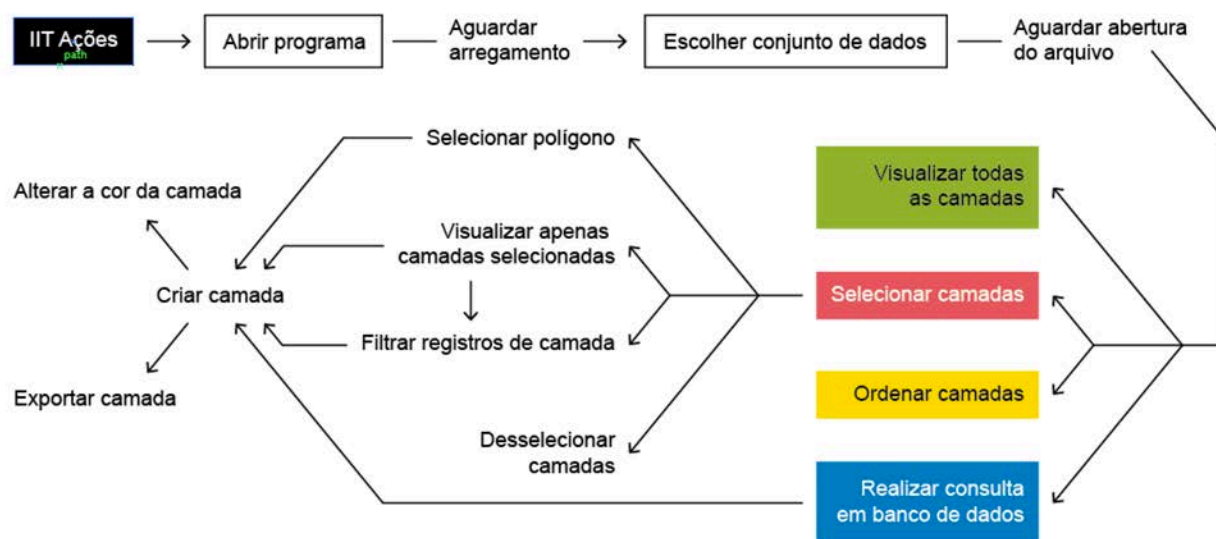 IIT Ações
path
Abrir programa
Aguardar
arregamento
Escolher conjunto de dados
Aguardar abertura
do arquivo
Selecionar polígono
Visualizar todas
as camadas
Alterar a cor da camada
Visualizar apenas
camadas selecionadas
Criar camada
Selecionar camadas
Filtrar registros de camada
Exportar camada
Ordenar camadas
Desselecionar
camadas
Realizar consulta
em banco de dados